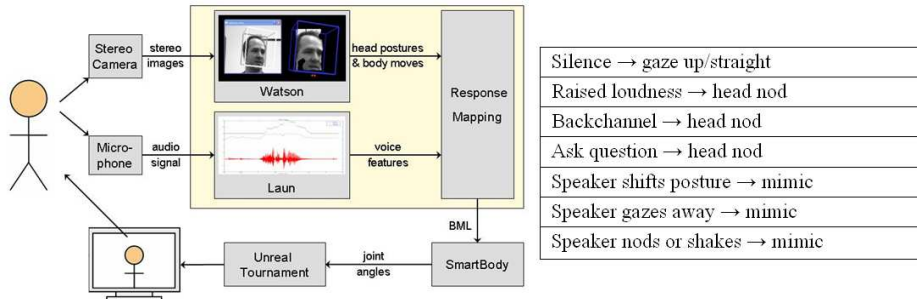 Stereo
Camera
stereo
images
Watson
head postures
& body moves
Response
Mapping
Micro-
phone
audio
signal
Laun
voice
features
BML
SmartBody
joint
angles
Unreal
Tournament
Silence → gaze up/straight
Raised loudness → head nod
Backchannel → head nod
Ask question → head nod
Speaker shifts posture → mimic
Speaker gazes away → mimic
Speaker nods or shakes → mimic